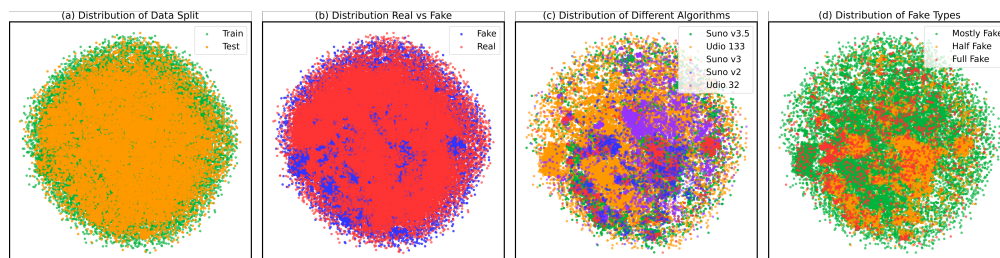 (a) Distribution of Data Split
Train
Test
(b) Distribution Real vs Fake
Fake
Real
(c) Distribution of Different Algorithms
Suno v3.5
Udio 133
Suno v3
Suno v2
Udio 32
(d) Distribution of Fake Types
Mostly Fake
Half Fake
Full Fake